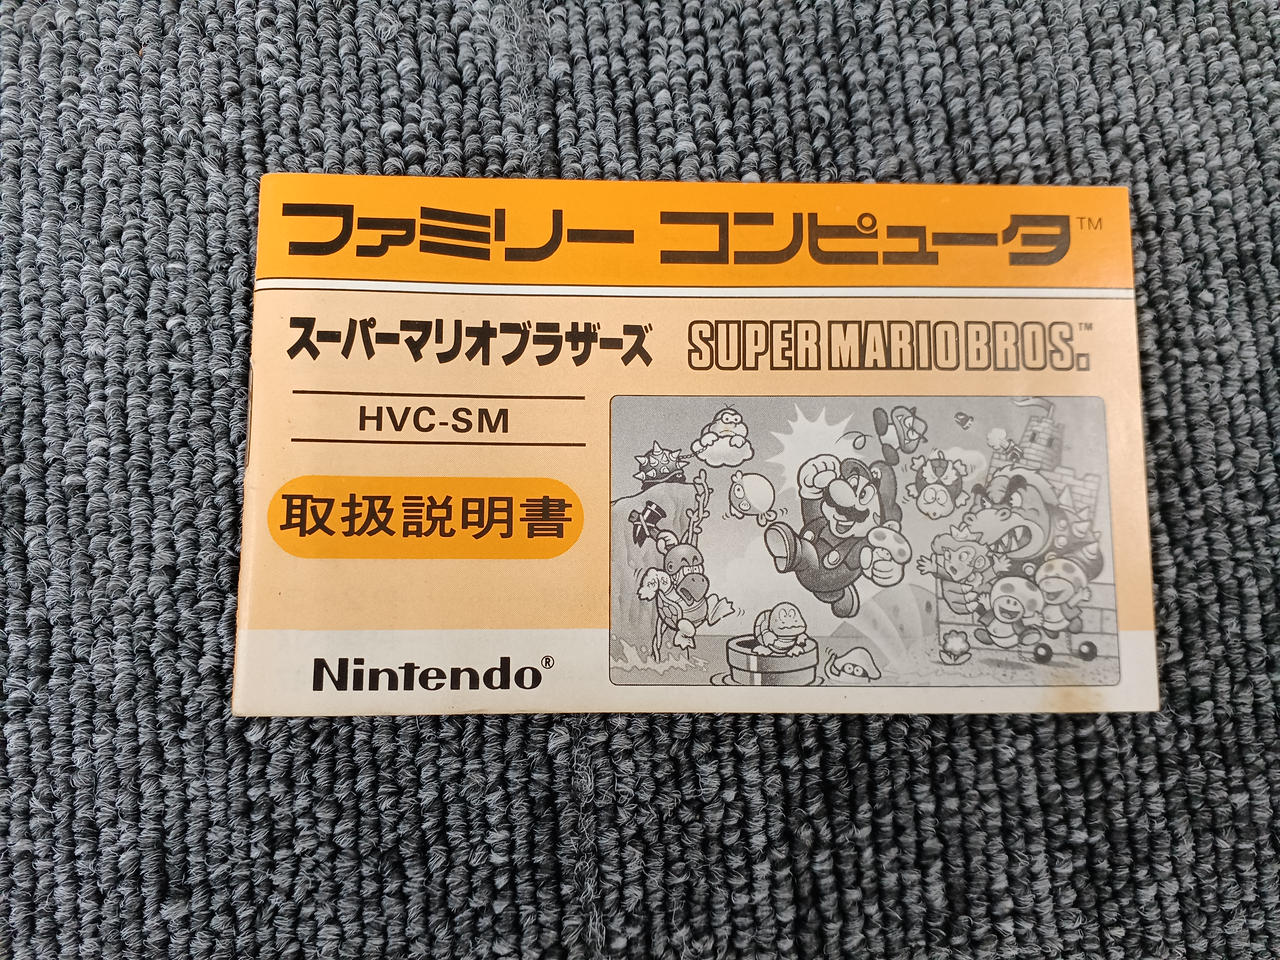 ファミリー コンピュータ™
スーパーマリオブラザーズ SUPER MARIO BROS.™
HVC-SM
取扱説明書
Nintendo®